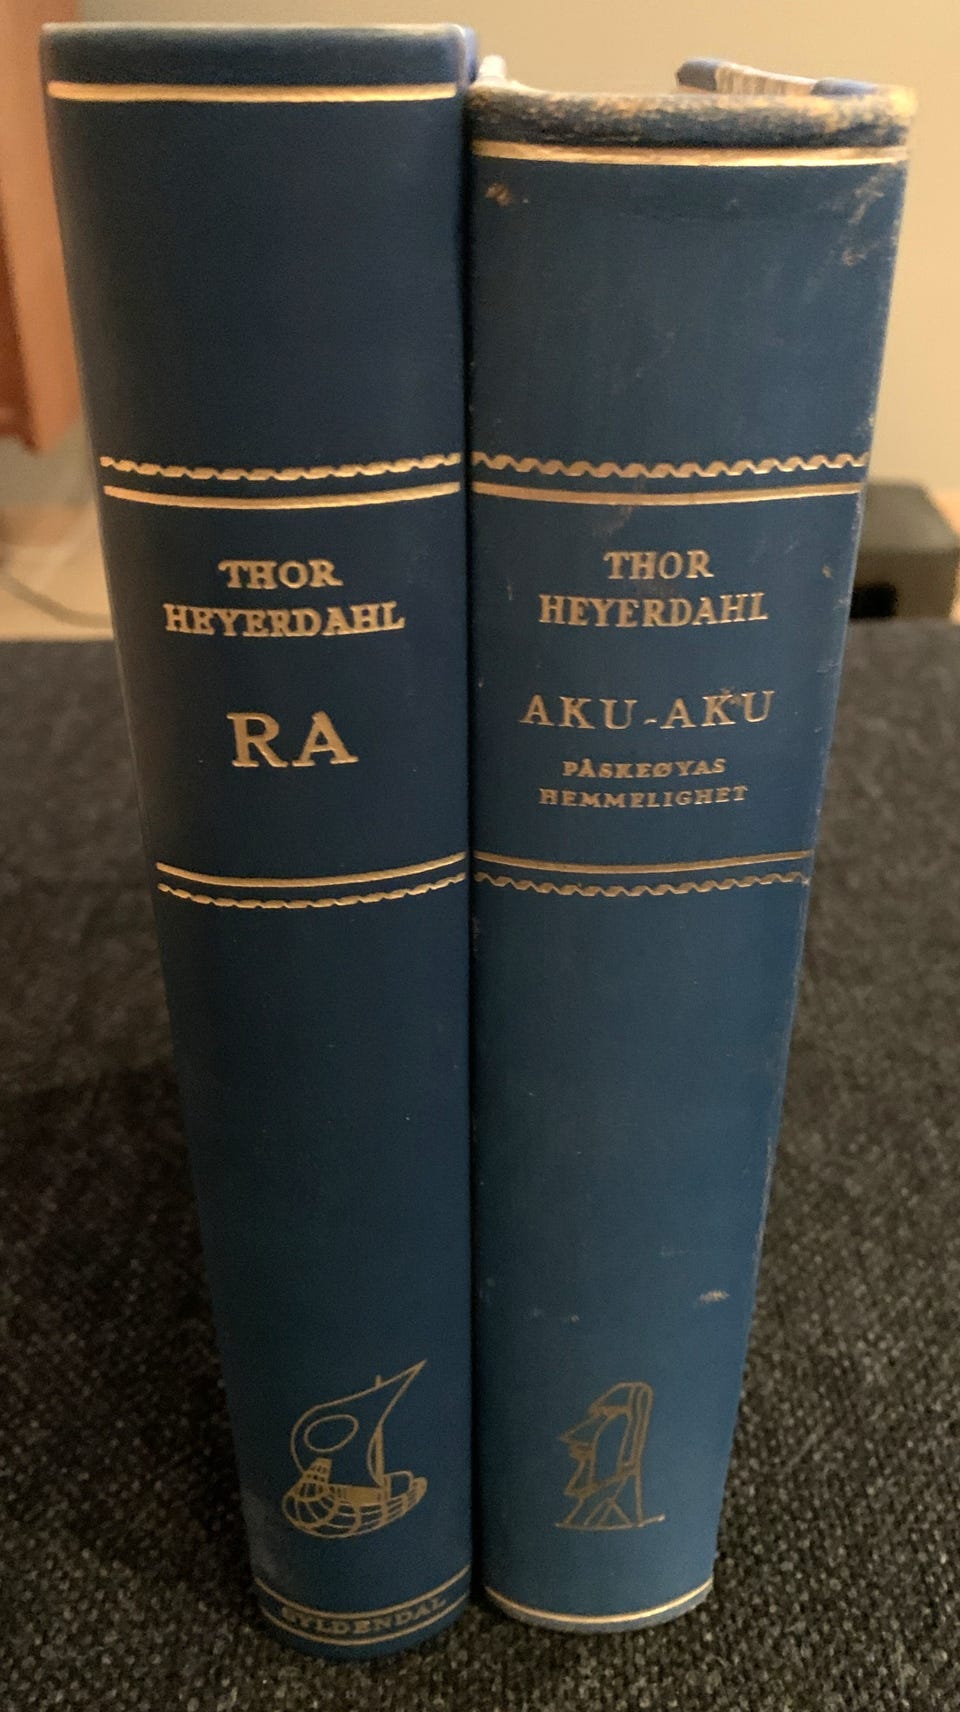 THOR
HEYERDAHL
RA
GYLDENDAL
THOR
HEYERDAHL
AKU-AKU
PÅSKEØYAS
HEMMELIGHET